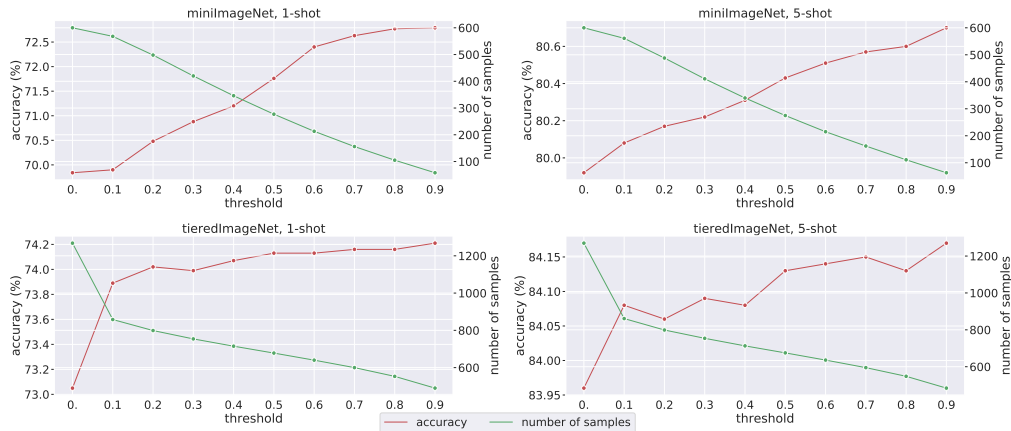 miniImageNet, 1-shot
accuracy (%)
72.5
72.0
71.5
71.0
70.5
70.0
600
500
400
300
200
100
number of samples
0. 0.1 0.2 0.3 0.4 0.5 0.6 0.7 0.8 0.9
threshold
miniImageNet, 5-shot
accuracy (%)
80.6
80.4
80.2
80.0
600
500
400
300
200
100
number of samples
0. 0.1 0.2 0.3 0.4 0.5 0.6 0.7 0.8 0.9
threshold
tieredImageNet, 1-shot
accuracy (%)
74.2
74.0
73.8
73.6
73.4
73.2
73.0
1200
1000
800
600
number of samples
0. 0.1 0.2 0.3 0.4 0.5 0.6 0.7 0.8 0.9
threshold
tieredImageNet, 5-shot
accuracy (%)
84.15
84.10
84.05
84.00
83.95
1200
1000
800
600
number of samples
0. 0.1 0.2 0.3 0.4 0.5 0.6 0.7 0.8 0.9
threshold
accuracy number of samples